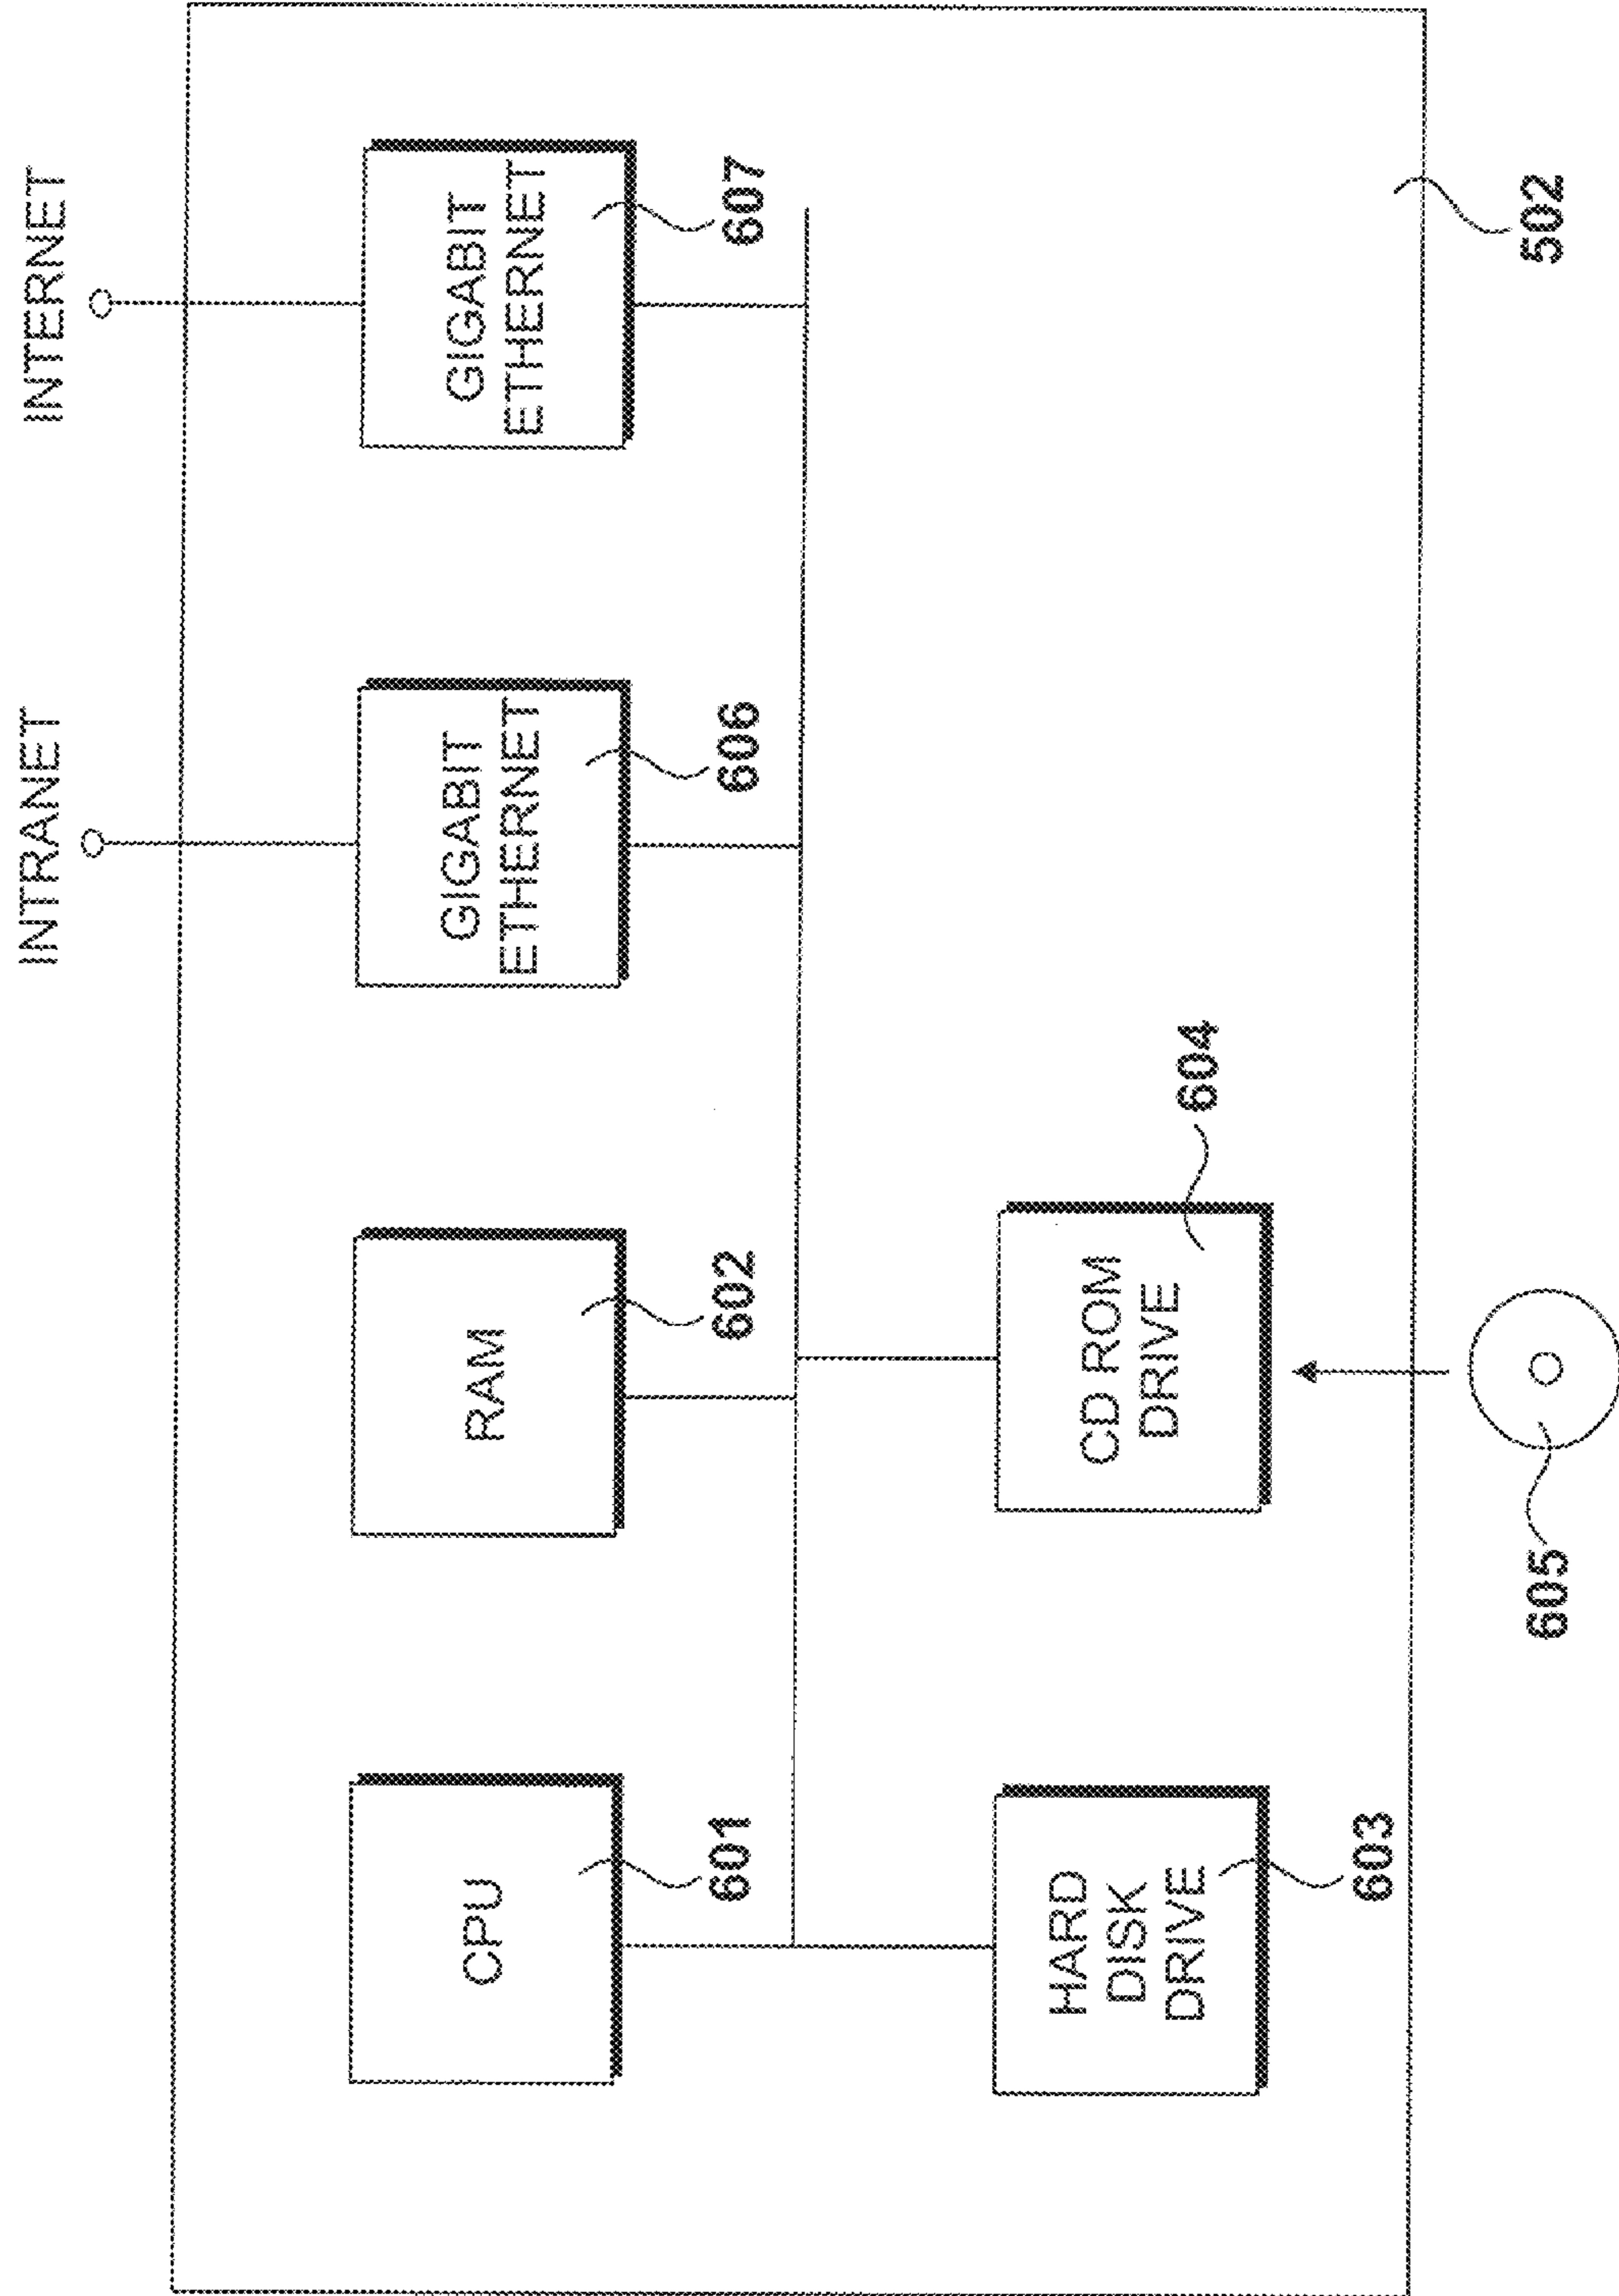 INTRANET
INTERNET
CPU
601
RAM
602
GIGABIT
ETHERNET
606
GIGABIT
ETHERNET
607
HARD
DISK
DRIVE
603
CD ROM
DRIVE
604
605
502